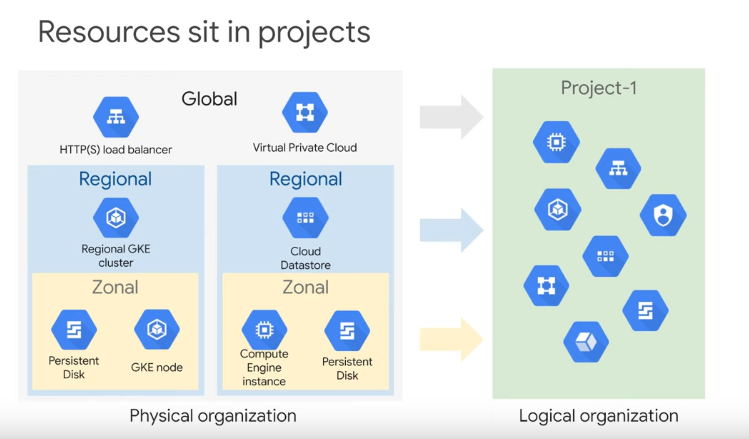 Resources sit in projects
Global
HTTP(S) load balancer
Virtual Private Cloud
Regional
Regional GKE
cluster
Zonal
Persistent
Disk
GKE node
Regional
Cloud
Datastore
Zonal
Compute
Engine
instance
Persistent
Disk
Physical organization
Project-1
Logical organization